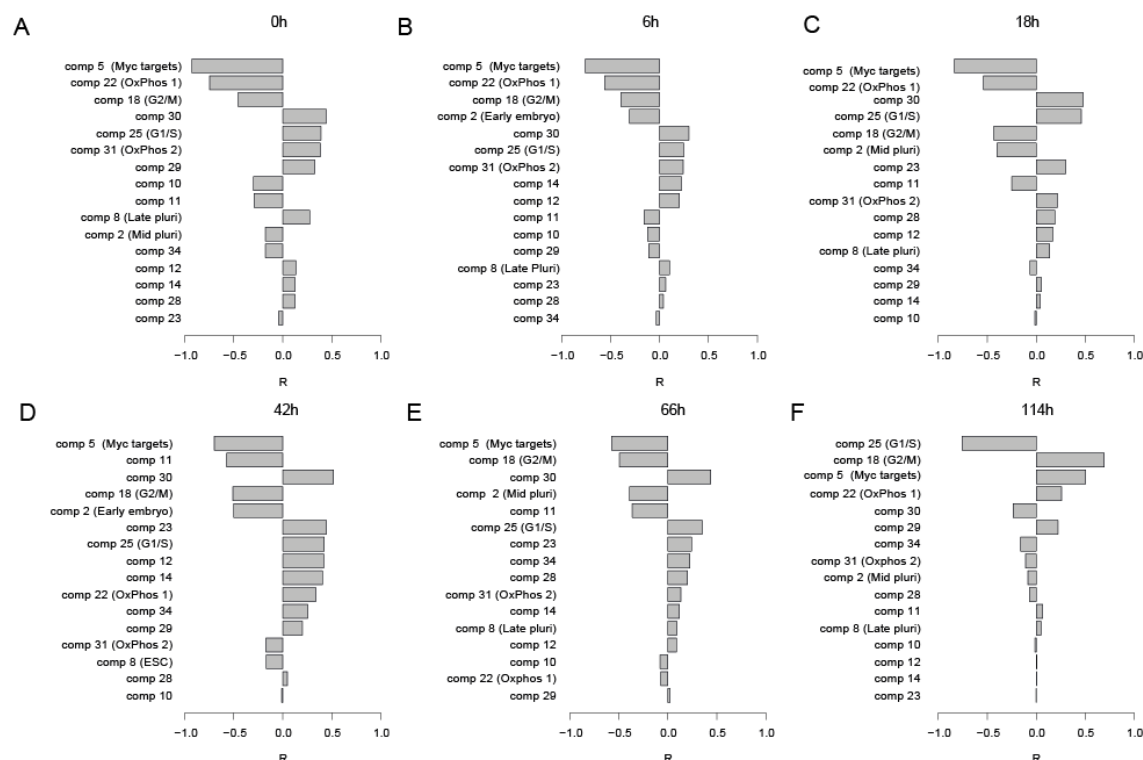 A
0h
comp 5 (Myc targets)
comp 22 (OxPhos 1)
comp 18 (G2/M)
comp 30
comp 25 (G1/S)
comp 31 (OxPhos 2)
comp 29
comp 10
comp 11
comp 8 (Late pluri)
comp 2 (Mid pluri)
comp 34
comp 12
comp 14
comp 28
comp 23
−1.0 −0.5 0.0 0.5 1.0
R
B
6h
comp 5 (Myc targets)
comp 22 (OxPhos 1)
comp 18 (G2/M)
comp 2 (Early embryo)
comp 30
comp 25 (G1/S)
comp 31 (OxPhos 2)
comp 14
comp 12
comp 11
comp 10
comp 29
comp 8 (Late Pluri)
comp 23
comp 28
comp 34
−1.0 −0.5 0.0 0.5 1.0
R
C
18h
comp 5 (Myc targets)
comp 22 (OxPhos 1)
comp 30
comp 25 (G1/S)
comp 18 (G2/M)
comp 2 (Mid pluri)
comp 23
comp 11
comp 31 (OxPhos 2)
comp 28
comp 12
comp 8 (Late pluri)
comp 34
comp 29
comp 14
comp 10
−1.0 −0.5 0.0 0.5 1.0
R
D
42h
comp 5 (Myc targets)
comp 11
comp 30
comp 18 (G2/M)
comp 2 (Early embryo)
comp 23
comp 25 (G1/S)
comp 12
comp 14
comp 22 (OxPhos 1)
comp 34
comp 29
comp 31 (OxPhos 2)
comp 8 (ESC)
comp 28
comp 10
−1.0 −0.5 0.0 0.5 1.0
R
E
66h
comp 5 (Myc targets)
comp 18 (G2/M)
comp 30
comp 2 (Mid pluri)
comp 11
comp 25 (G1/S)
comp 23
comp 34
comp 28
comp 31 (OxPhos 2)
comp 14
comp 8 (Late pluri)
comp 12
comp 10
comp 22 (Oxphos 1)
comp 29
−1.0 −0.5 0.0 0.5 1.0
R
F
114h
comp 25 (G1/S)
comp 18 (G2/M)
comp 5 (Myc targets)
comp 22 (OxPhos 1)
comp 30
comp 29
comp 34
comp 31 (Oxphos 2)
comp 2 (Mid pluri)
comp 28
comp 11
comp 8 (Late pluri)
comp 10
comp 12
comp 14
comp 23
−1.0 −0.5 0.0 0.5 1.0
R